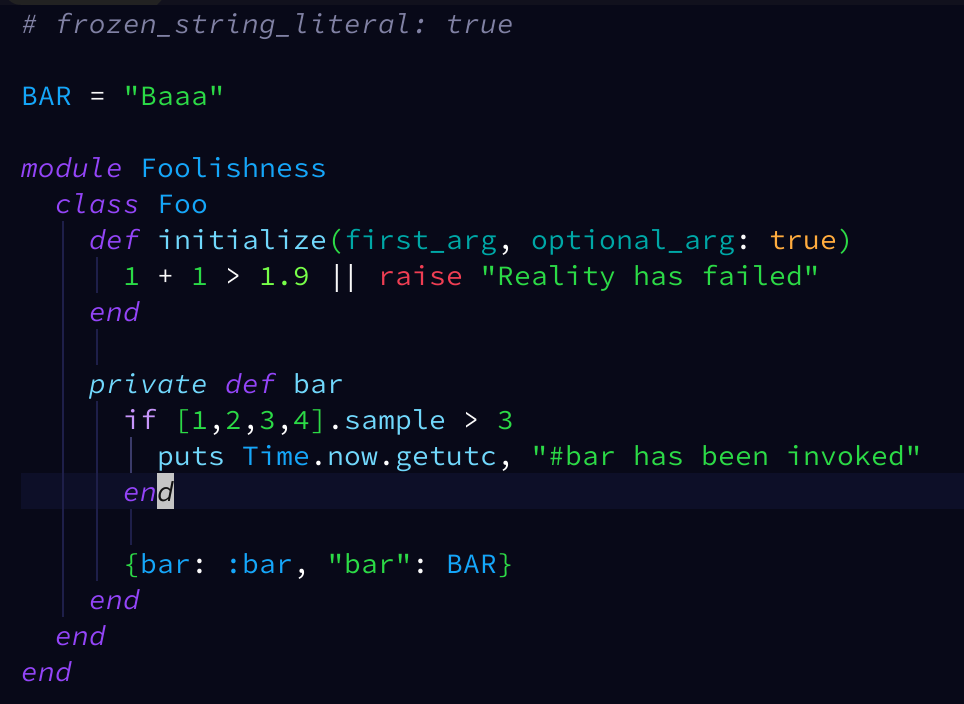 # frozen_string_literal: true
BAR = "Baaa"
module Foolishness
  class Foo
    def initialize(first_arg, optional_arg: true)
      1 + 1 > 1.9 || raise "Reality has failed"
    end
    private def bar
      if [1,2,3,4].sample > 3
        puts Time.now.getutc, "#bar has been invoked"
      end
      {bar: :bar, "bar": BAR}
    end
  end
end